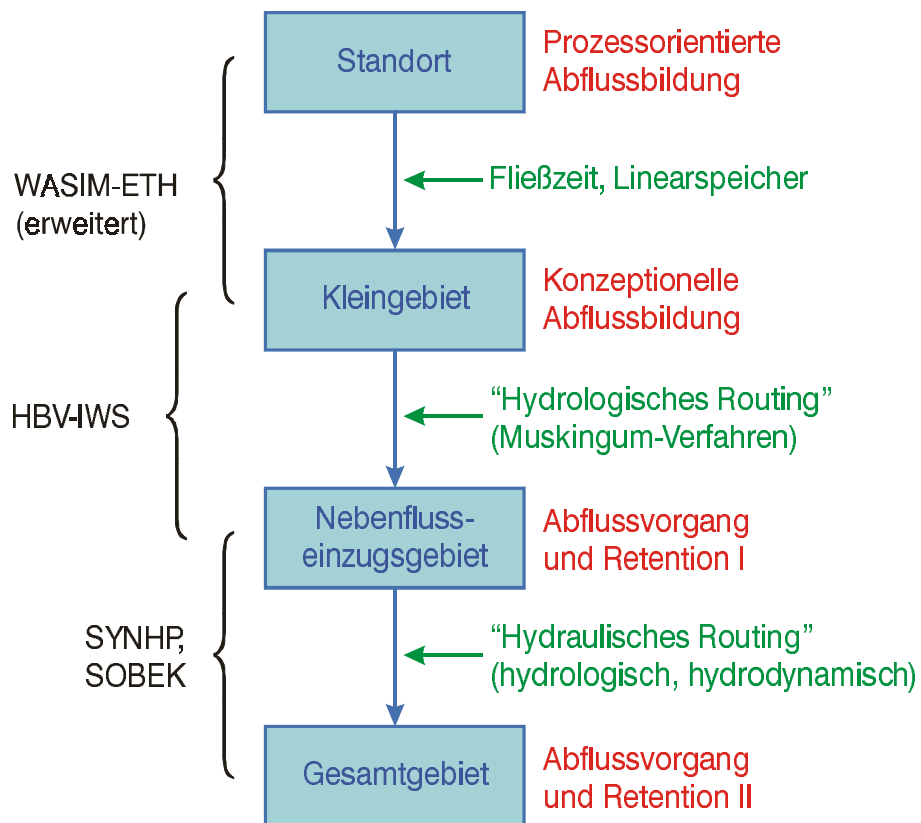 Standort
Prozessorientierte
Abflussbildung
WASIM-ETH
(erweitert)
Fließzeit, Linearspeicher
Kleingebiet
Konzeptionelle
Abflussbildung
HBV-IWS
“Hydrologisches Routing”
(Muskingum-Verfahren)
Nebenfluss-
einzugsgebiet
Abflussvorgang
und Retention I
SYNHP,
SOBEK
“Hydraulisches Routing”
(hydrologisch, hydrodynamisch)
Gesamtgebiet
Abflussvorgang
und Retention II